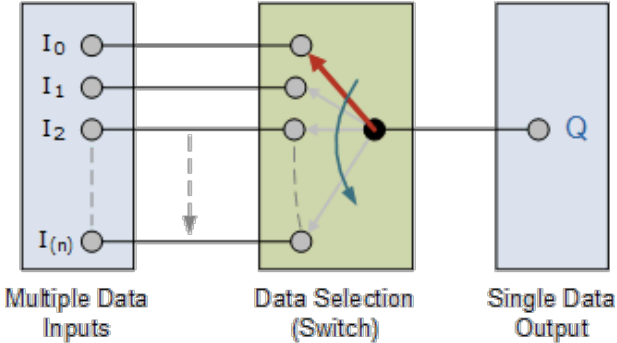 I0
I1
I2
I(n)
Q
Multiple Data
Inputs
Data Selection
(Switch)
Single Data
Output